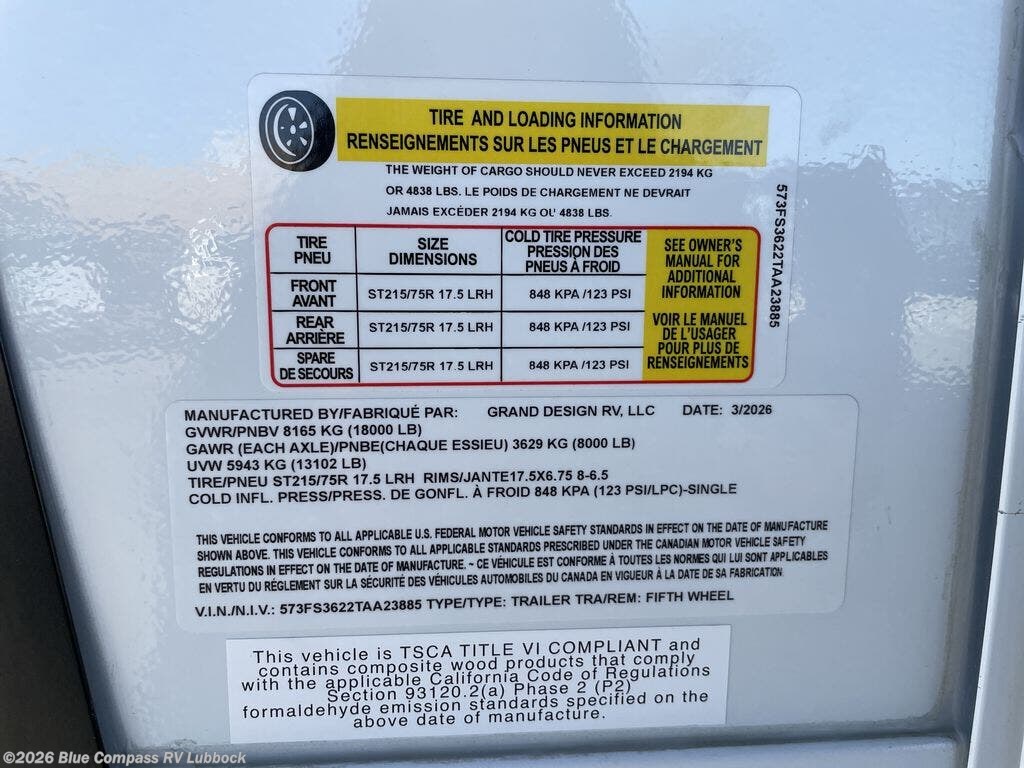 TIRE AND LOADING INFORMATION
RENSEIGNEMENTS SUR LES PNEUS ET LE CHARGEMENT
THE WEIGHT OF CARGO SHOULD NEVER EXCEED 2194 KG
OR 4838 LBS. LE POIDS DE CHARGEMENT NE DEVRAIT
JAMAIS EXCÉDER 2194 KG OU 4838 LBS.
TIRE
PNEU
SIZE
DIMENSIONS
COLD TIRE PRESSURE
PRESSION DES
PNEUS À FROID
FRONT
AVANT
ST215/75R 17.5 LRH
848 KPA /123 PSI
REAR
ARRIÈRE
ST215/75R 17.5 LRH
848 KPA /123 PSI
SPARE
DE SECOURS
ST215/75R 17.5 LRH
848 KPA /123 PSI
SEE OWNER'S
MANUAL FOR
ADDITIONAL
INFORMATION
VOIR LE MANUEL
DE L'USAGER
POUR PLUS DE
RENSEIGNEMENTS
573FS3622TAA23885
MANUFACTURED BY/FABRIQUÉ PAR: GRAND DESIGN RV, LLC DATE: 3/2026
GVWR/PNBV 8165 KG (18000 LB)
GAWR (EACH AXLE)/PNBE(CHAQUE ESSIEU) 3629 KG (8000 LB)
UVW 5943 KG (13102 LB)
TIRE/PNEU ST215/75R 17.5 LRH RIMS/JANTE17.5X6.75 8-6.5
COLD INFL. PRESS/PRESS. DE GONFL. À FROID 848 KPA (123 PSI/LPC)-SINGLE
THIS VEHICLE CONFORMS TO ALL APPLICABLE U.S. FEDERAL MOTOR VEHICLE SAFETY STANDARDS IN EFFECT ON THE DATE OF MANUFACTURE
SHOWN ABOVE. THIS VEHICLE CONFORMS TO ALL APPLICABLE STANDARDS PRESCRIBED UNDER THE CANADIAN MOTOR VEHICLE SAFETY
REGULATIONS IN EFFECT ON THE DATE OF MANUFACTURE. ~ CE VÉHICULE EST CONFORME À TOUTES LES NORMES QUI LUI SONT APPLICABLES
EN VERTU DU RÉGLEMENT SUR LA SÉCURITÉ DES VÉHICULES AUTOMOBILES DU CANADA EN VIGUEUR À LA DATE DE SA FABRICATION
V.I.N./N.I.V.: 573FS3622TAA23885 TYPE/TYPE: TRAILER TRA/REM: FIFTH WHEEL
This vehicle is TSCA TITLE VI COMPLIANT and
contains composite wood products that comply
with the applicable California Code of Regulations
Section 93120.2(a) Phase 2 (P2)
formaldehyde emission standards specified on the
above date of manufacture.
©2026 Blue Compass RV Lubbock